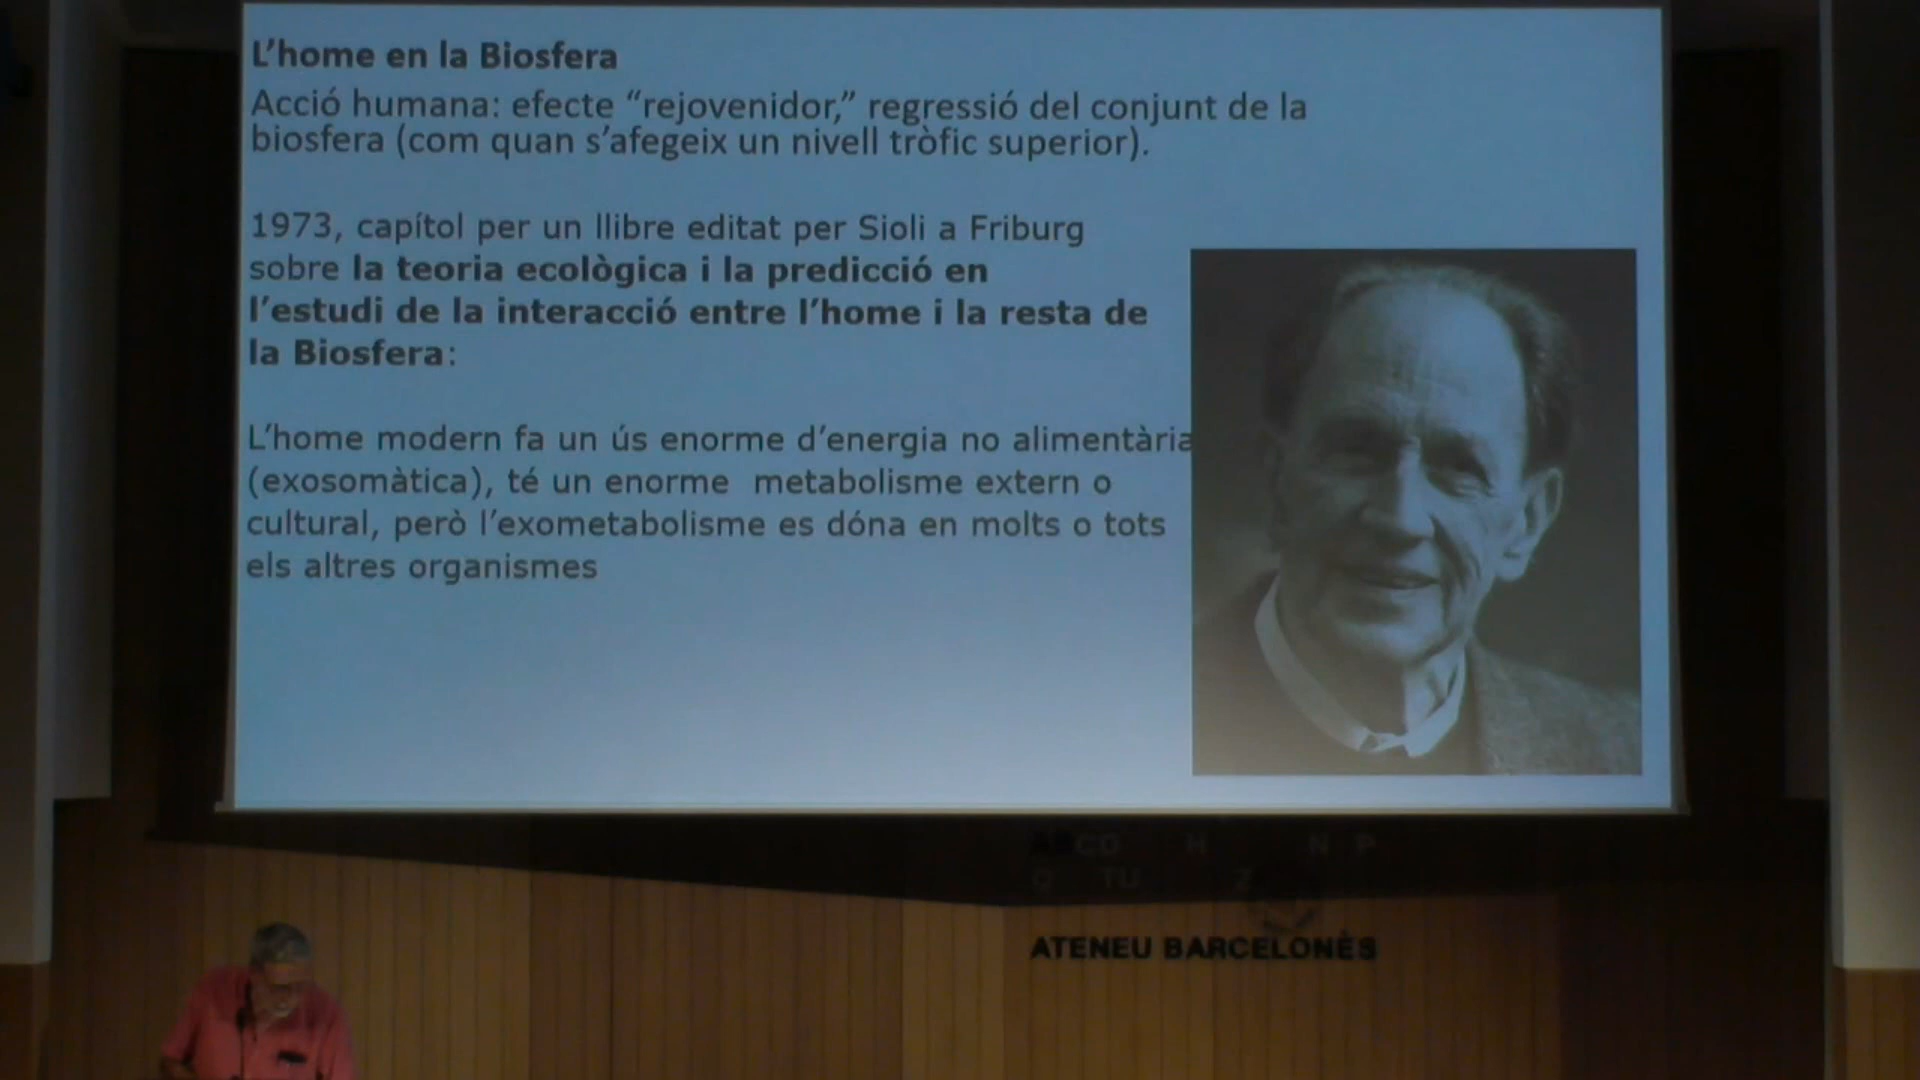 L'home en la Biosfera
Acció humana: efecte “rejovenidor,” regressió del conjunt de la
biosfera (com quan s'afegeix un nivell tròfic superior).
1973, capítol per un llibre editat per Sioli a Friburg
sobre la teoria ecològica i la predicció en
l'estudi de la interacció entre l'home i la resta de
la Biosfera:
L'home modern fa un ús enorme d'energia no alimentària
(exosomàtica), té un enorme metabolisme extern o
cultural, però l'exometabolisme es dóna en molts o tots
els altres organismes
ATENEU BARCELONÈS